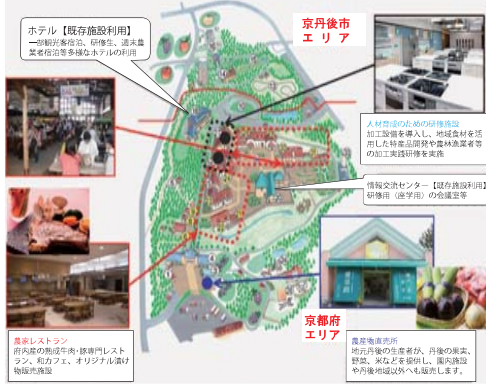 ホテル【既存施設利用】
一部観光客宿泊、研修生、週末農
業者宿泊等多様なホテルの利用
京丹後市
エリア
人材育成のための研修施設
加工設備を導入し、地域食材を活
用した特産品開発や農林漁業者等
の加工実践研修を実施
情報交流センター【既存施設利用】
研修用（座学用）の会議室等
京都府
エリア
農家レストラン
府内産の熟成牛肉・豚専門レスト
ラン、和カフェ、オリジナル漬け
物販売施設
農産物直売所
地元丹後の生産者が、丹後の果実、
野菜、米などを提供し、園内施設
や丹後地域以外へも販売します。